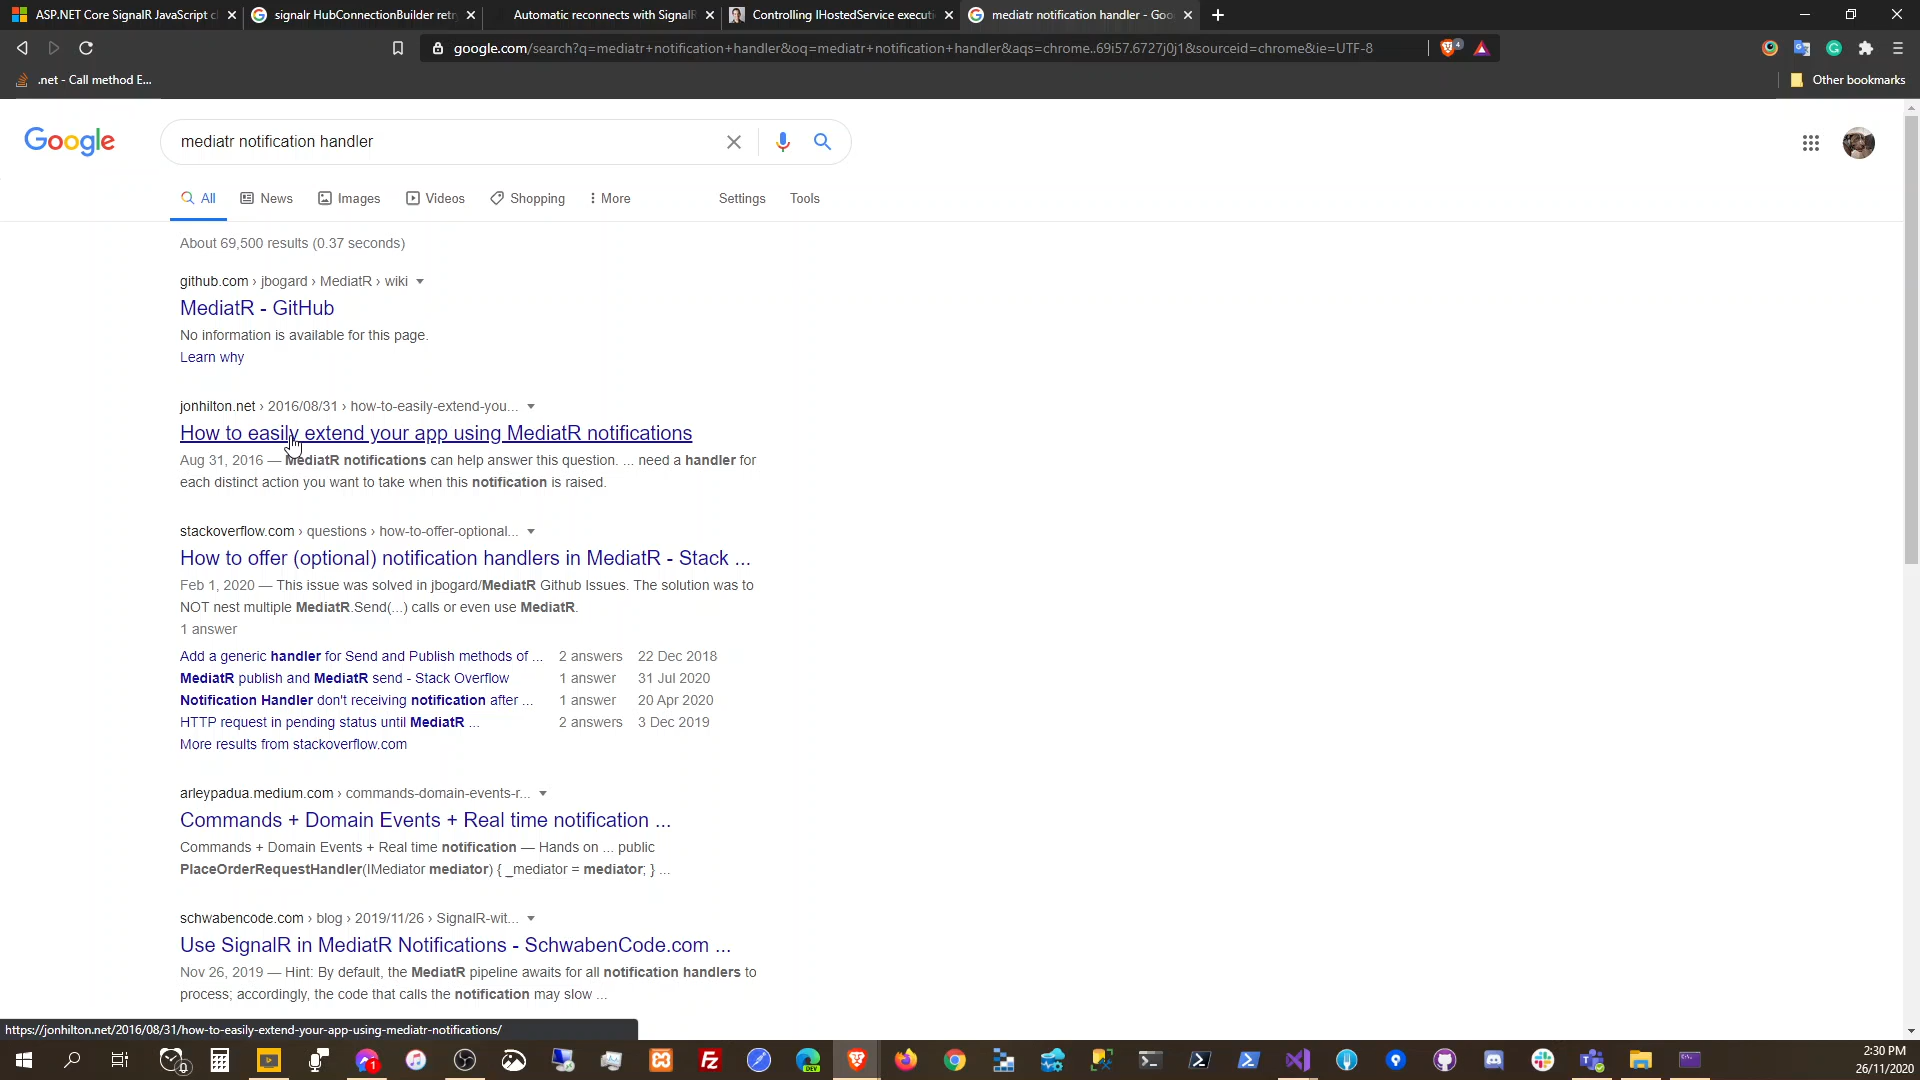 ASP.NET Core SignalR JavaScript cl
signalr HubConnectionBuilder retry
Automatic reconnects with SignalR
Controlling IHostedService executi
mediatr notification handler - Goo
google.com/search?q=mediatr+notification+handler&oq=mediatr+notification+handler&aqs=chrome..69i57.6727j0j1&sourceid=chrome&ie=UTF-8
4
.net - Call method E...
Other bookmarks
Google
mediatr notification handler
All
News
Images
Videos
Shopping
More
Settings
Tools
About 69,500 results (0.37 seconds)
github.com › jbogard › MediatR › wiki
MediatR - GitHub
No information is available for this page.
Learn why
jonhilton.net › 2016/08/31 › how-to-easily-extend-you...
How to easily extend your app using MediatR notifications
Aug 31, 2016 — MediatR notifications can help answer this question. ... need a handler for
each distinct action you want to take when this notification is raised.
stackoverflow.com › questions › how-to-offer-optional...
How to offer (optional) notification handlers in MediatR - Stack ...
Feb 1, 2020 — This issue was solved in jbogard/MediatR Github Issues. The solution was to
NOT nest multiple MediatR.Send(...) calls or even use MediatR.
1 answer
Add a generic handler for Send and Publish methods of ... 2 answers 22 Dec 2018
MediatR publish and MediatR send - Stack Overflow 1 answer 31 Jul 2020
Notification Handler don't receiving notification after ... 1 answer 20 Apr 2020
HTTP request in pending status until MediatR ... 2 answers 3 Dec 2019
More results from stackoverflow.com
arleypadua.medium.com › commands-domain-events-r...
Commands + Domain Events + Real time notification ...
Commands + Domain Events + Real time notification — Hands on ... public
PlaceOrderRequestHandler(IMediator mediator) { _mediator = mediator; } ...
schwabencode.com › blog › 2019/11/26 › SignalR-wit...
Use SignalR in MediatR Notifications - SchwabenCode.com ...
Nov 26, 2019 — Hint: By default, the MediatR pipeline awaits for all notification handlers to
process; accordingly, the code that calls the notification may slow ...
https://jonhilton.net/2016/08/31/how-to-easily-extend-your-app-using-mediatr-notifications/
1
DEV
2:30 PM
26/11/2020